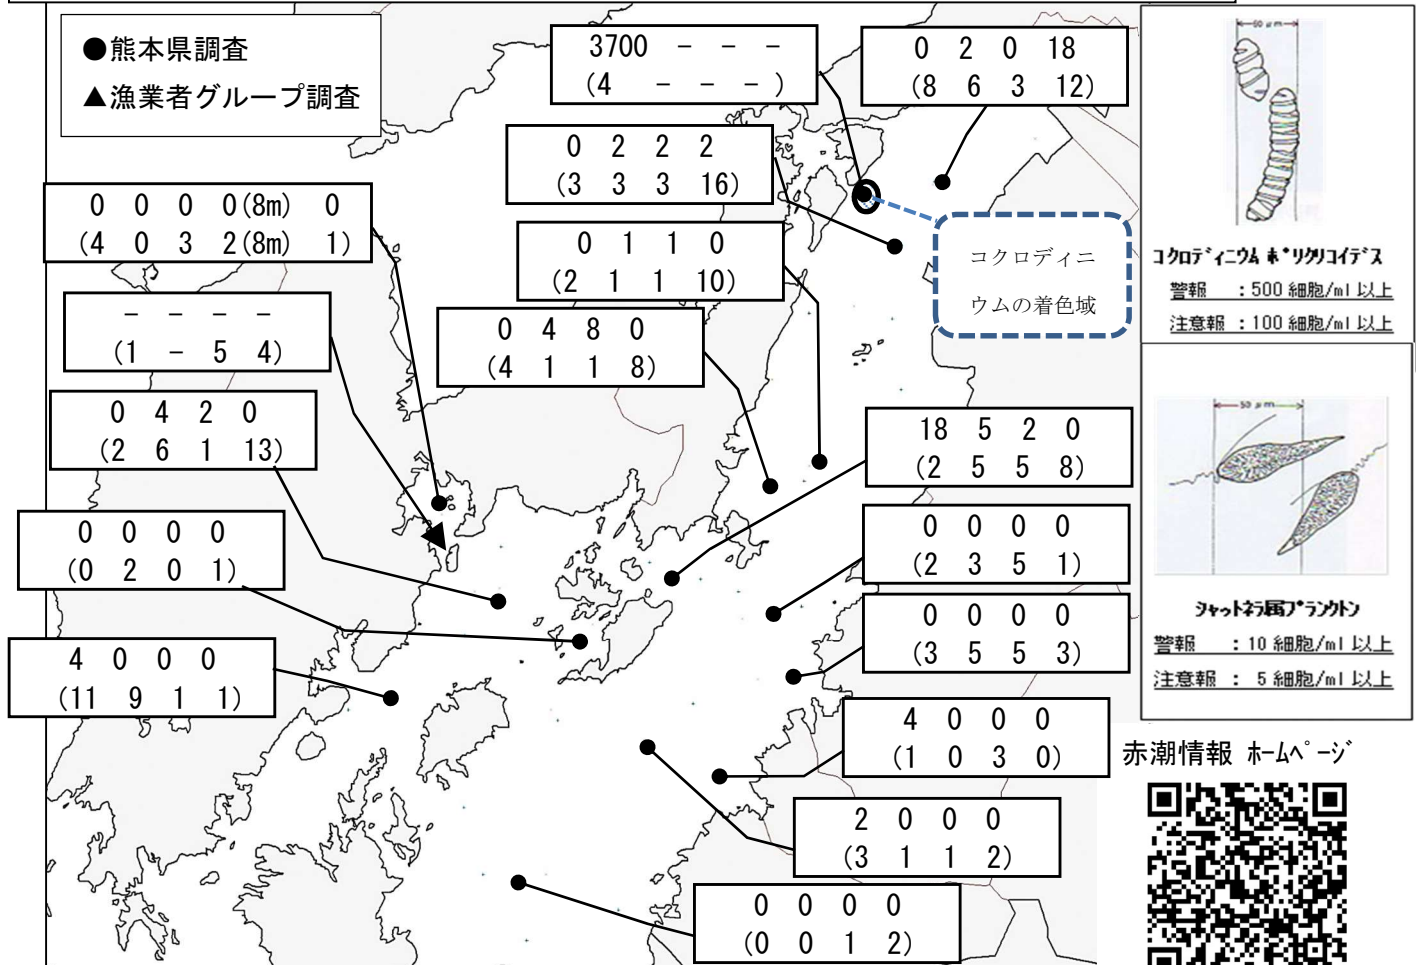 ●熊本県調査
▲漁業者グループ調査
3700 － － －
(4 － － －)
0 2 0 18
(8 6 3 12)
0 2 2 2
(3 3 3 16)
0 0 0 0(8m) 0
(4 0 3 2(8m) 1)
0 1 1 0
(2 1 1 10)
コクロディニ
ウムの着色域
－ － － －
(1 － 5 4)
0 4 8 0
(4 1 1 8)
0 4 2 0
(2 6 1 13)
18 5 2 0
(2 5 5 8)
0 0 0 0
(0 2 0 1)
0 0 0 0
(2 3 5 1)
0 0 0 0
(3 5 5 3)
4 0 0 0
(11 9 1 1)
4 0 0 0
(1 0 3 0)
2 0 0 0
(3 1 1 2)
0 0 0 0
(0 0 1 2)
50 μm
コクロディニウム ポリクリコイデス
警報 ：500 細胞/ml 以上
注意報 ：100 細胞/ml 以上
50 μm
シャットネラ属プランクトン
警報 ：10 細胞/ml 以上
注意報 ： 5 細胞/ml 以上
赤潮情報 ホームページ